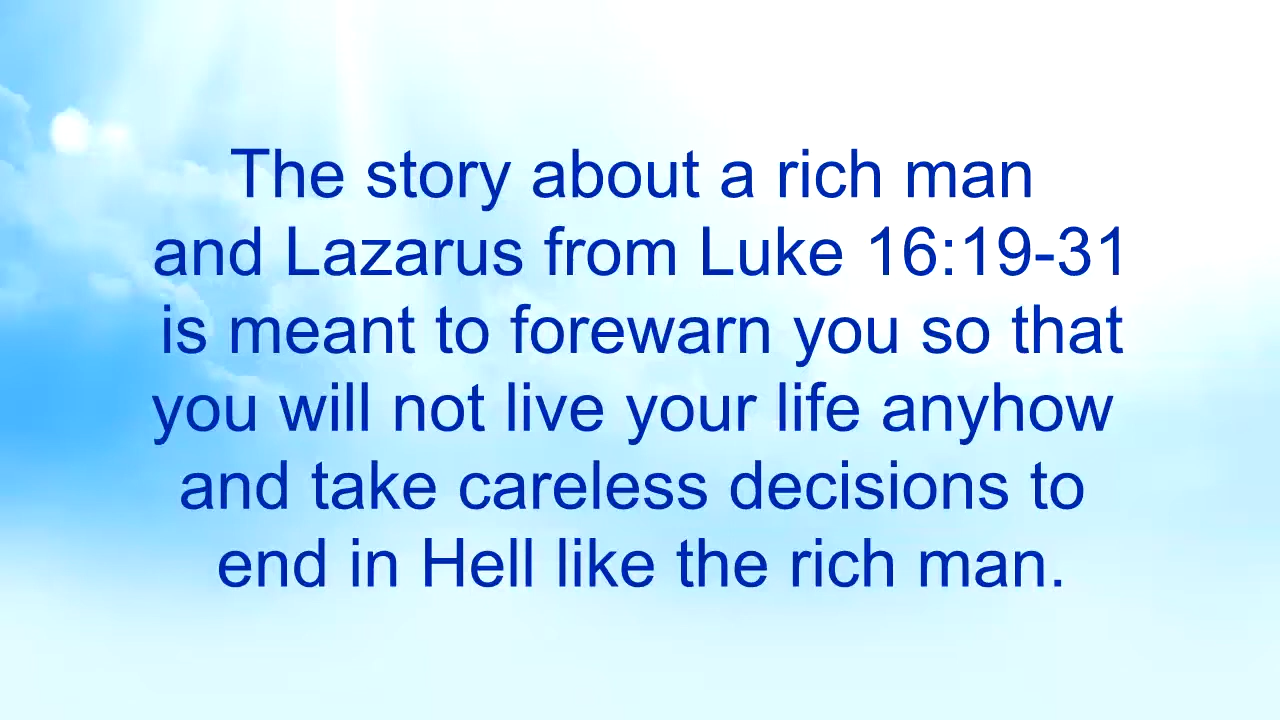 The story about a rich man
and Lazarus from Luke 16:19-31
is meant to forewarn you so that
you will not live your life anyhow
and take careless decisions to
end in Hell like the rich man.